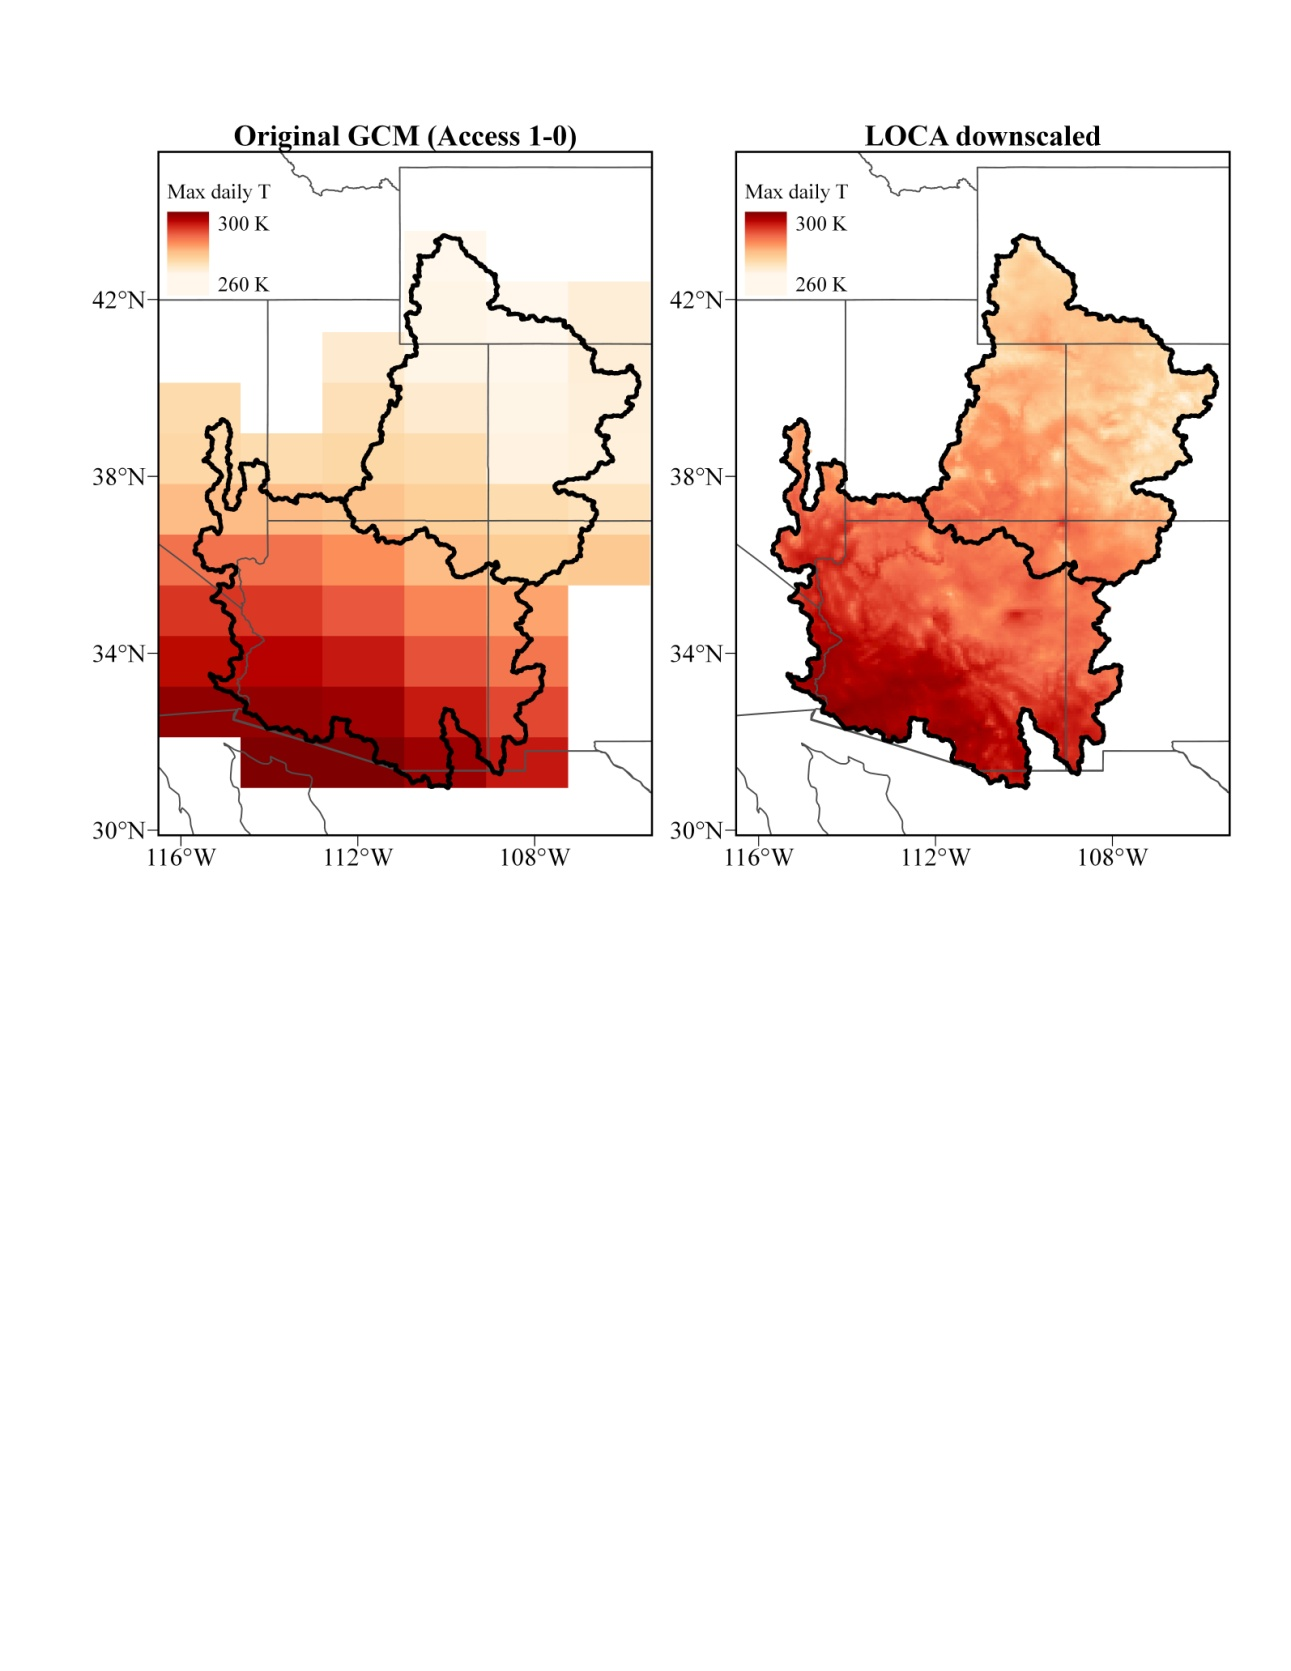 Original GCM (Access 1-0)
Max daily T
300 K
260 K
42°N
38°N
34°N
30°N
116°W
112°W
108°W
LOCA downscaled
Max daily T
300 K
260 K
42°N
38°N
34°N
30°N
116°W
112°W
108°W